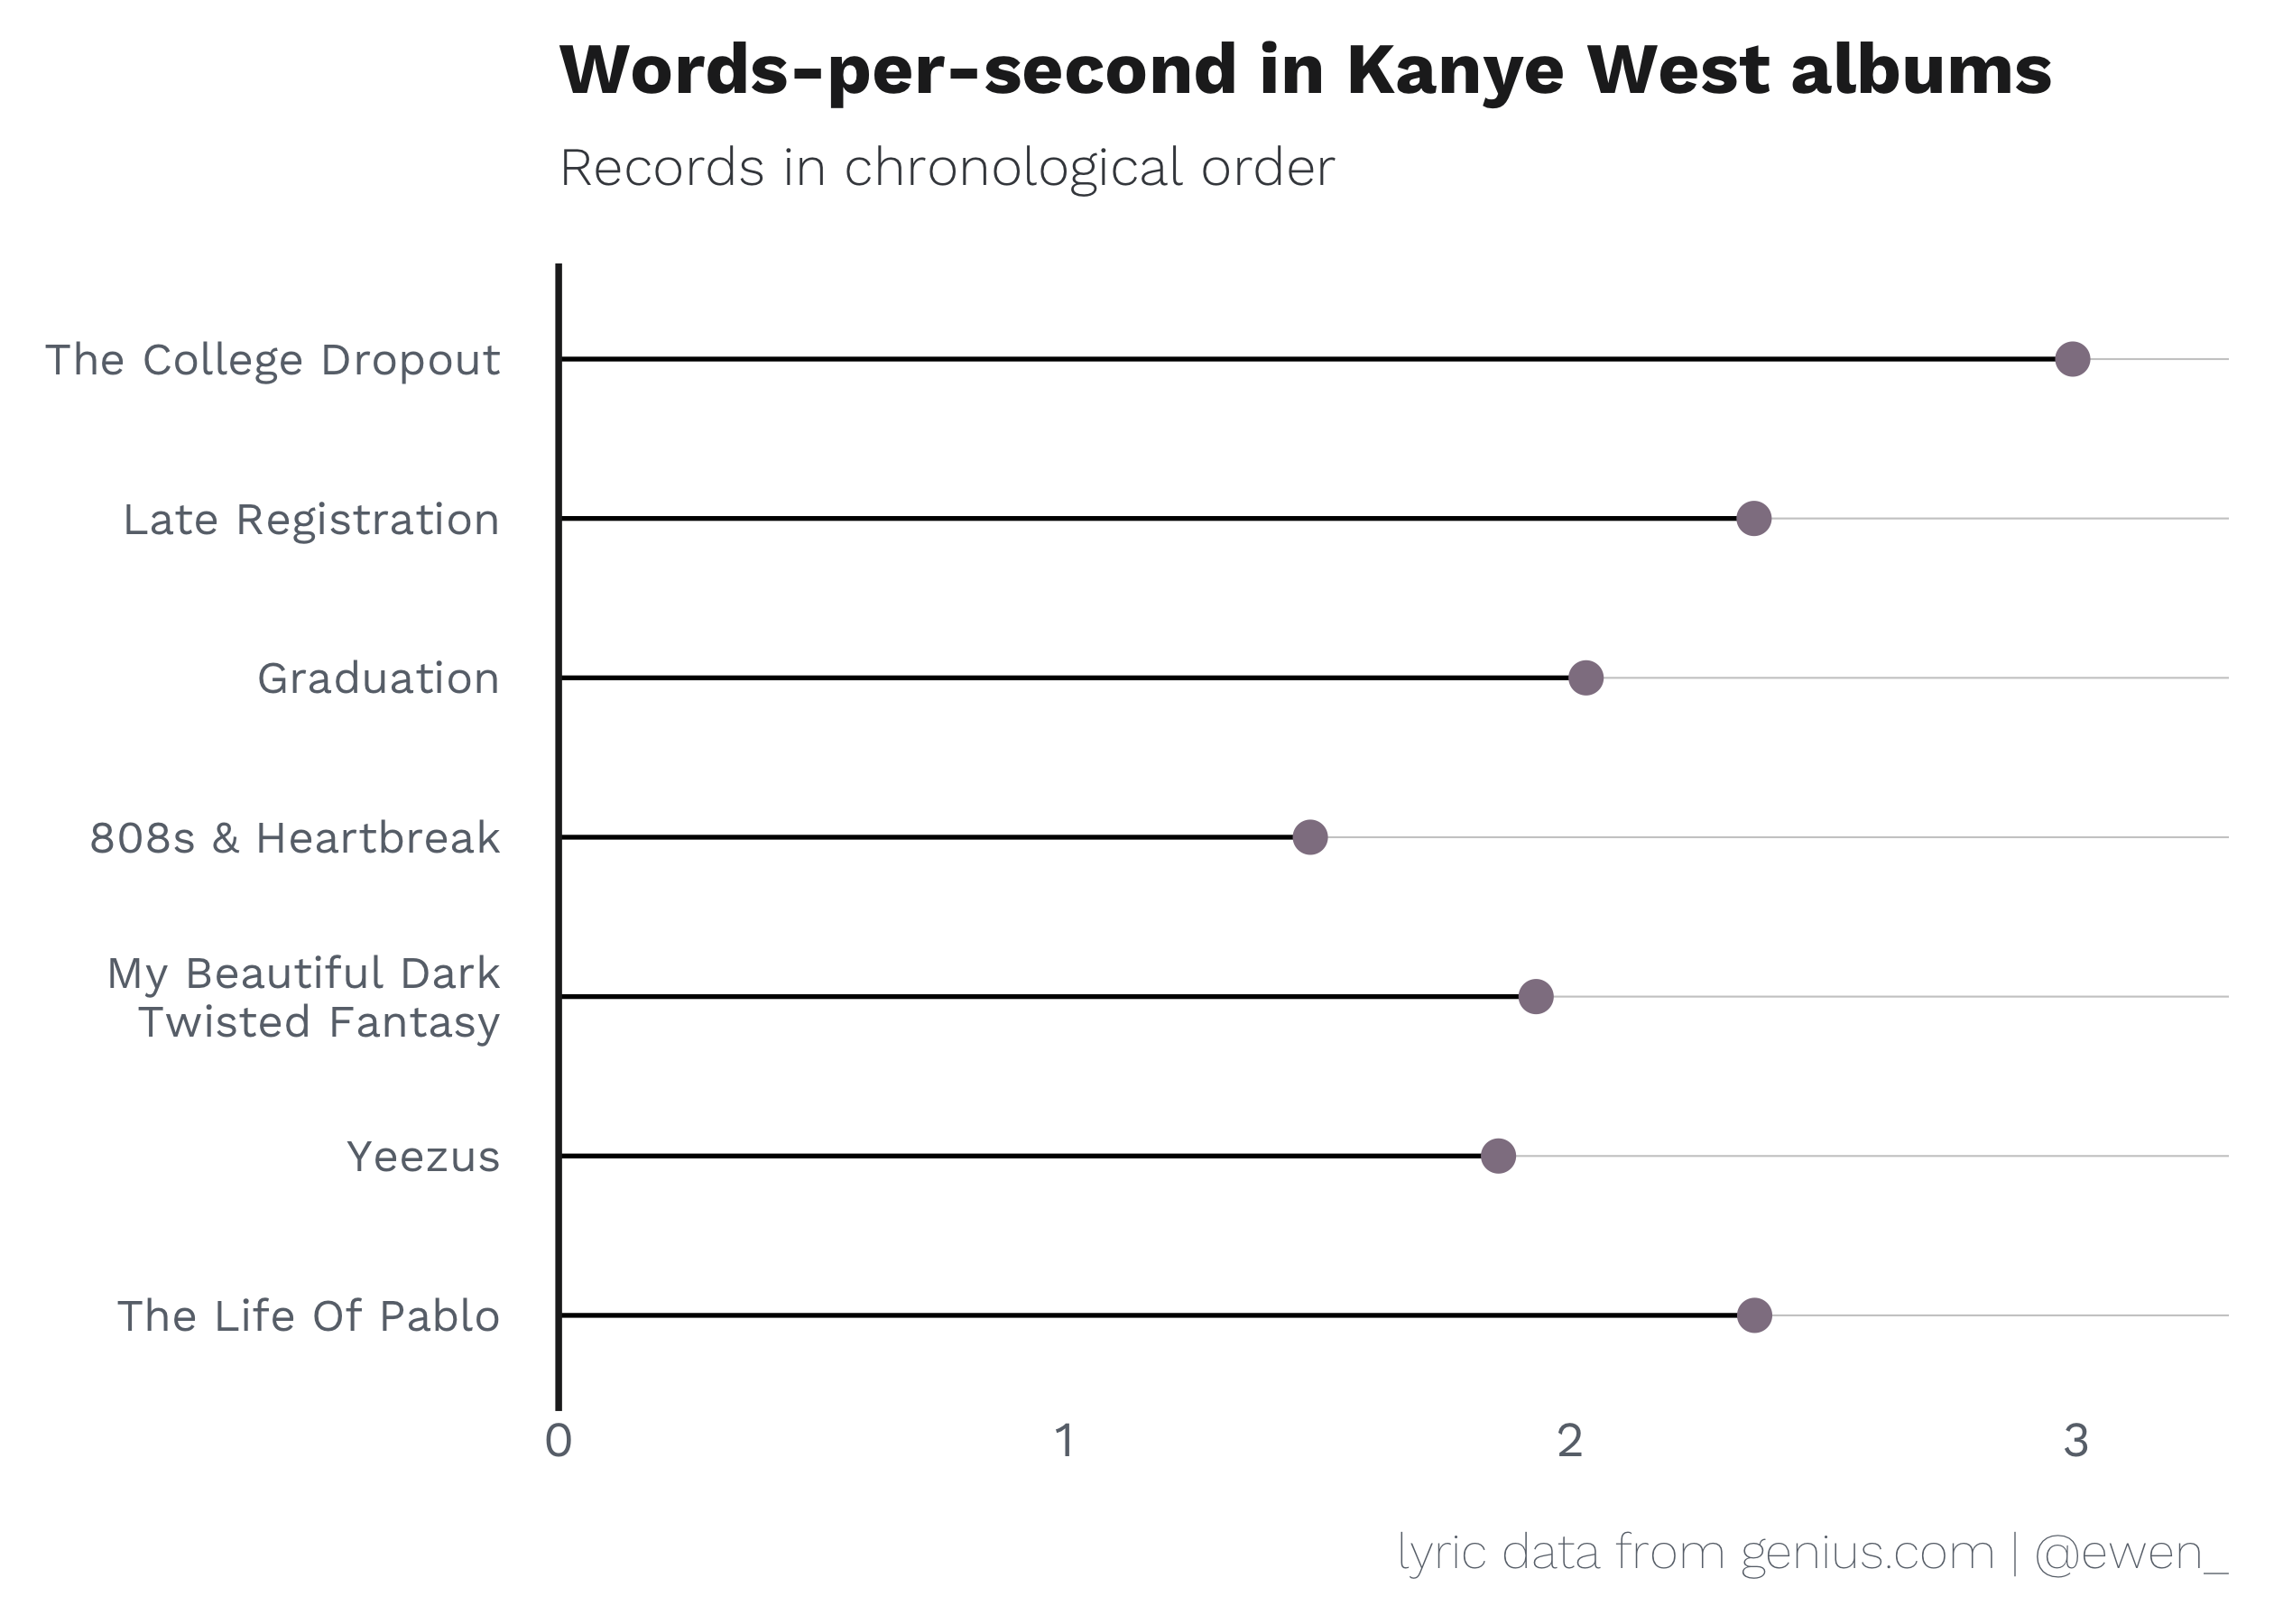 Words-per-second in Kanye West albums
Records in chronological order
The College Dropout
Late Registration
Graduation
808s & Heartbreak
My Beautiful Dark
Twisted Fantasy
Yeezus
The Life Of Pablo
0 1 2 3
lyric data from genius.com | @ewen_